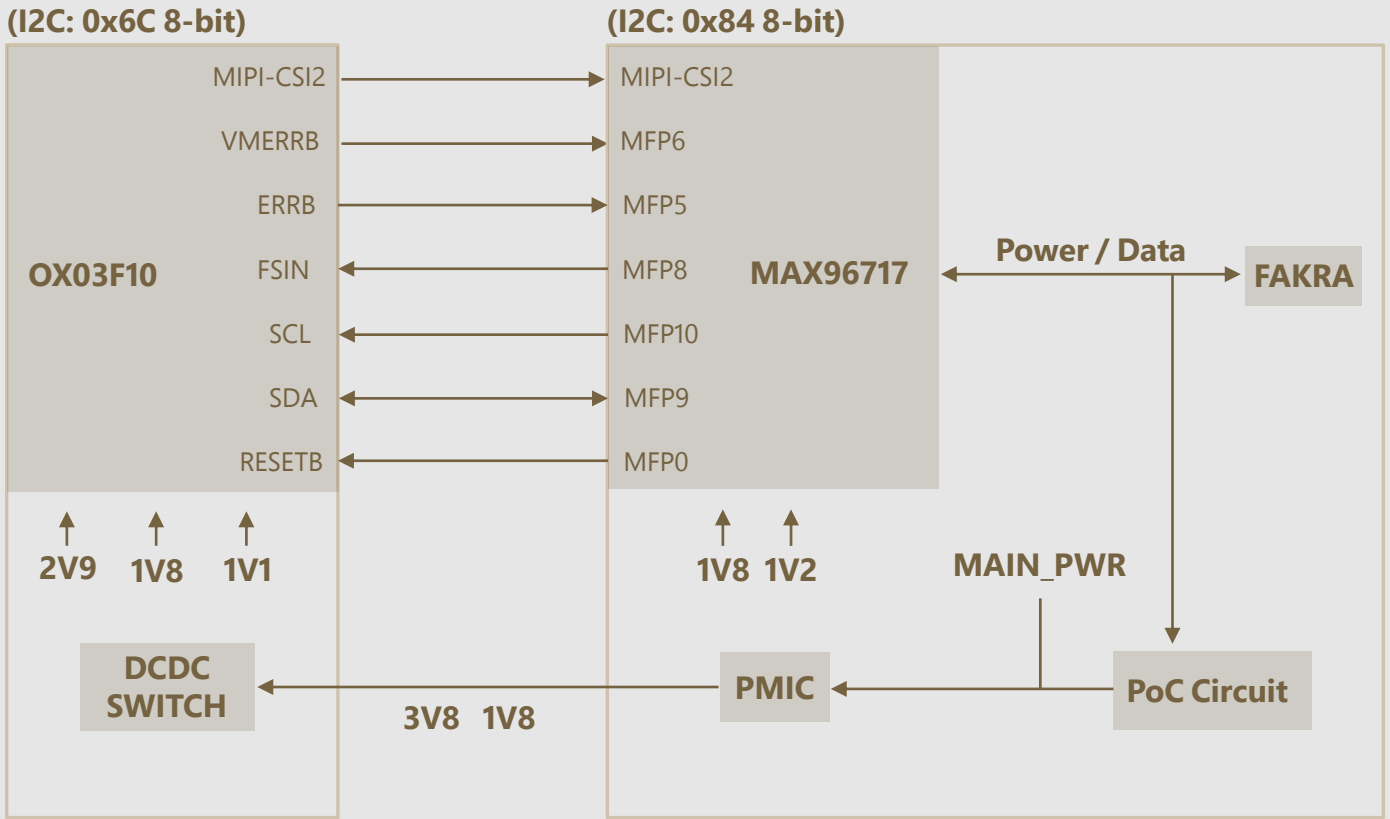 (I2C: 0x6C 8-bit)
(I2C: 0x84 8-bit)
MIPI-CSI2
MIPI-CSI2
VMERRB
MFP6
ERRB
MFP5
OX03F10
FSIN
MFP8
MAX96717
Power / Data
FAKRA
SCL
MFP10
SDA
MFP9
RESETB
MFP0
2V9
1V8
1V1
1V8
1V2
MAIN_PWR
DCDC
SWITCH
3V8 1V8
PMIC
PoC Circuit